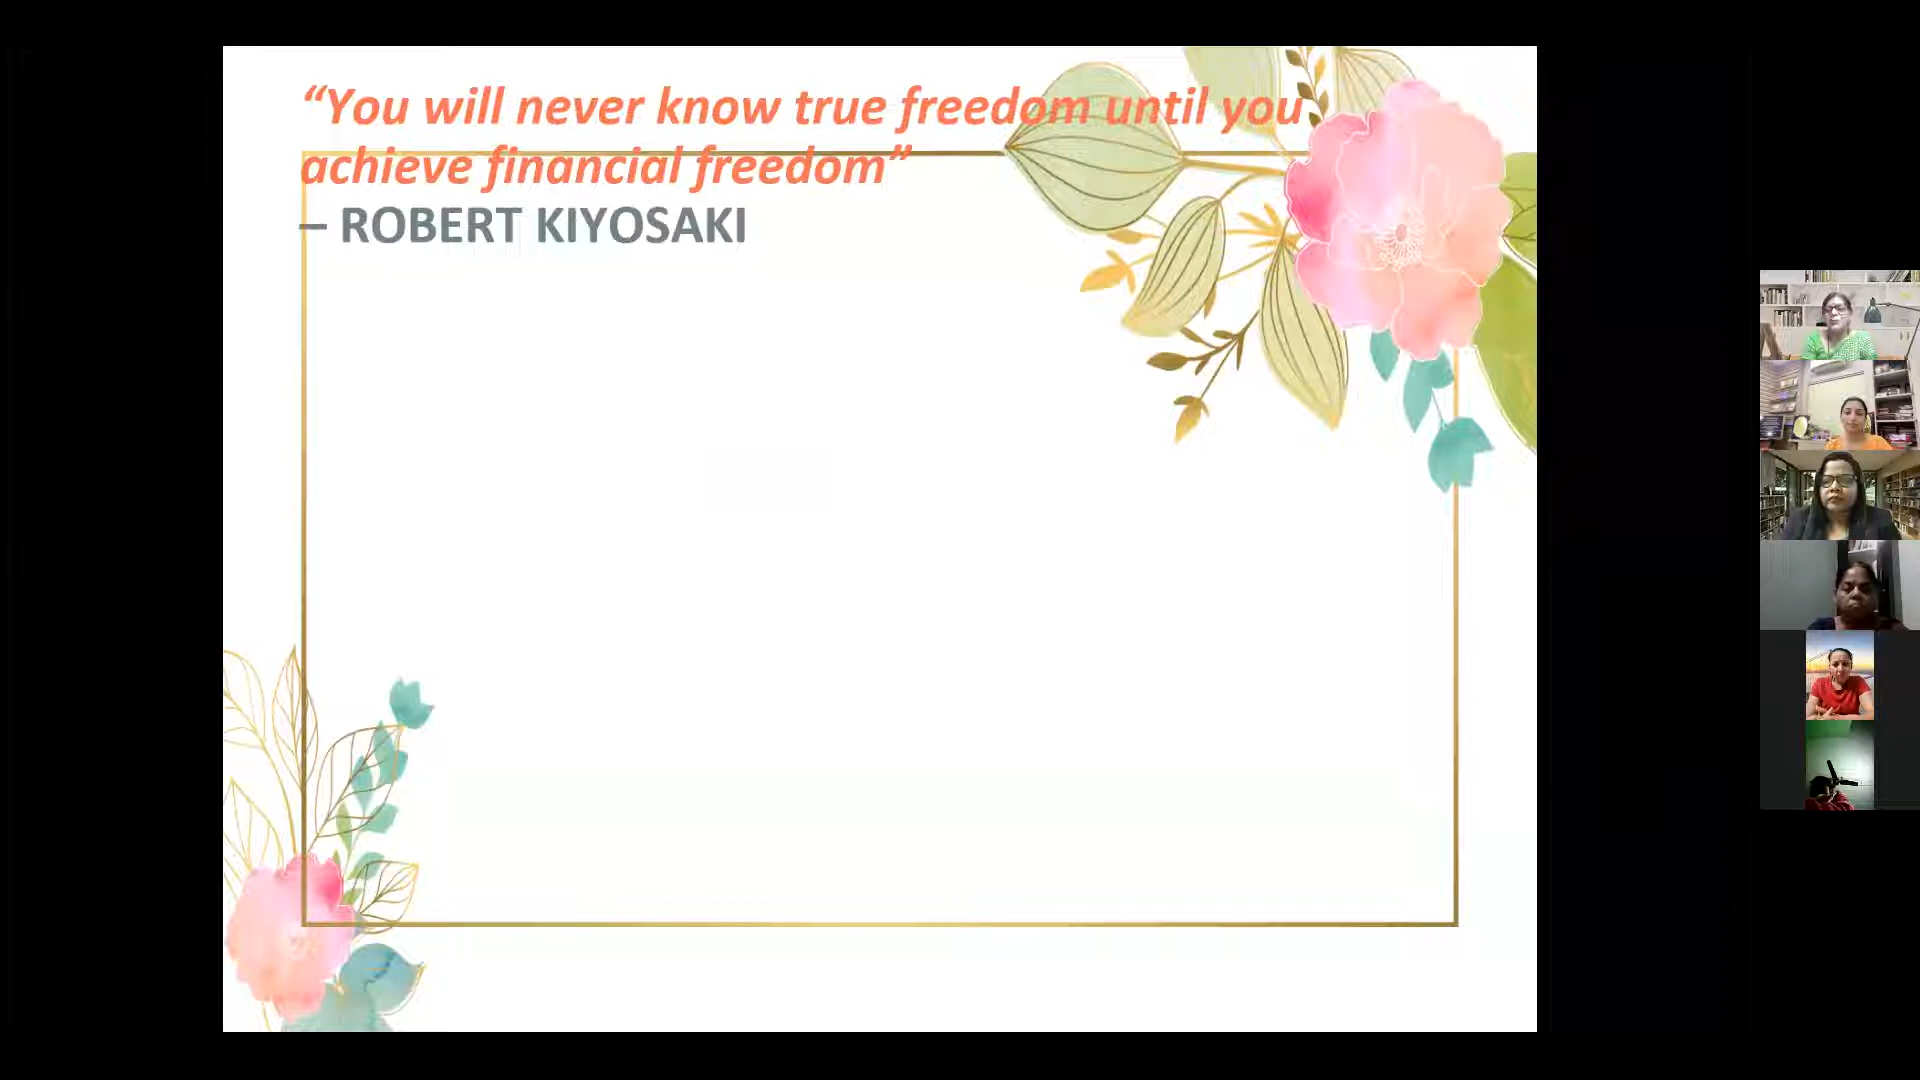 “You will never know true freedom until you
achieve financial freedom”
– ROBERT KIYOSAKI